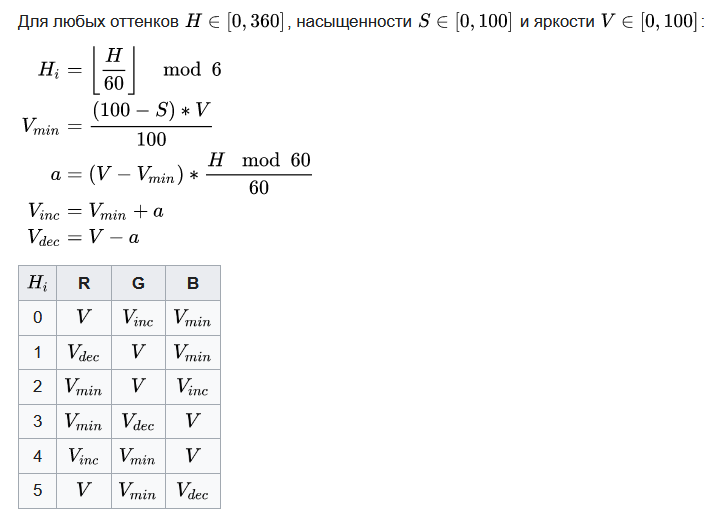 Для любых оттенков H ∈ [0, 360], насыщенности S ∈ [0, 100] и яркости V ∈ [0, 100]:
H_i = ⌊H/60⌋ mod 6
V_min = (100 − S) ∗ V / 100
a = (V − V_min) ∗ H mod 60 / 60
V_inc = V_min + a
V_dec = V − a
H_i R G B
0 V V_inc V_min
1 V_dec V V_min
2 V_min V V_inc
3 V_min V_dec V
4 V_inc V_min V
5 V V_min V_dec